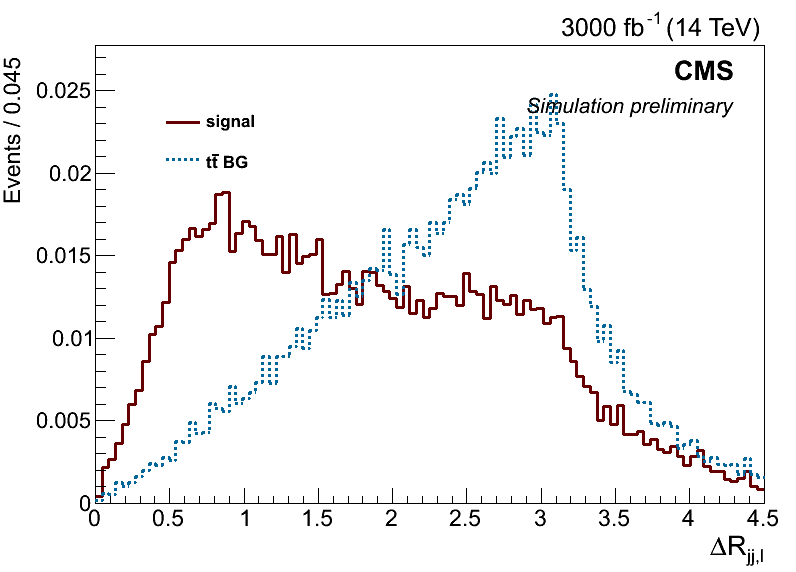 3000 fb⁻¹ (14 TeV)
CMS
Simulation preliminary
signal
tt̄ BG
Events / 0.045
0.025
0.02
0.015
0.01
0.005
0
0 0.5 1 1.5 2 2.5 3 3.5 4 4.5
ΔR_jj,l